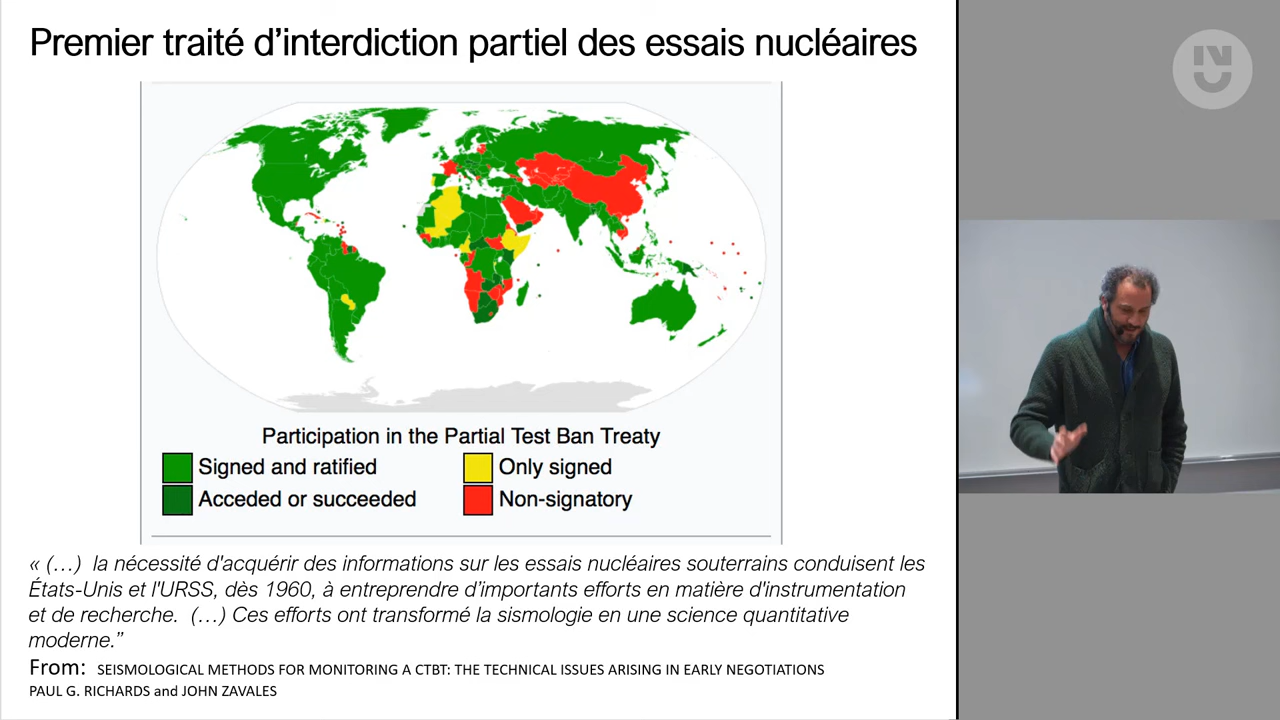 Premier traité d’interdiction partiel des essais nucléaires
Participation in the Partial Test Ban Treaty
Signed and ratified
Only signed
Acceded or succeeded
Non-signatory
« (…)  la nécessité d'acquérir des informations sur les essais nucléaires souterrains conduisent les
États-Unis et l'URSS, dès 1960, à entreprendre d’importants efforts en matière d'instrumentation
et de recherche.  (…) Ces efforts ont transformé la sismologie en une science quantitative
moderne.”
From:  SEISMOLOGICAL METHODS FOR MONITORING A CTBT: THE TECHNICAL ISSUES ARISING IN EARLY NEGOTIATIONS
PAUL G. RICHARDS and JOHN ZAVALES